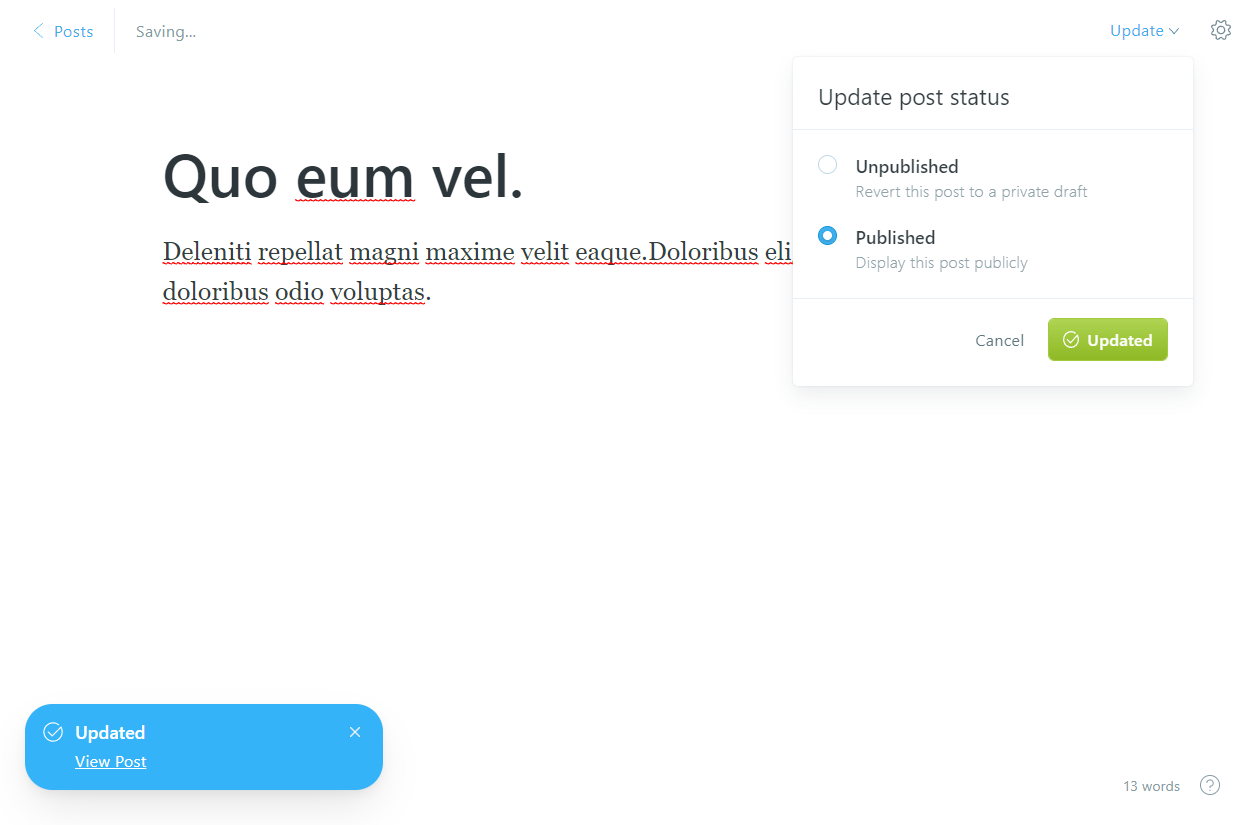 Posts
Saving...
Update
Update post status
Quo eum vel.
Unpublished
Revert this post to a private draft
Published
Display this post publicly
Deleniti repellat magni maxime velit eaque.Doloribus
doloribus odio voluptas.
Cancel
Updated
Updated
View Post
13 words
?